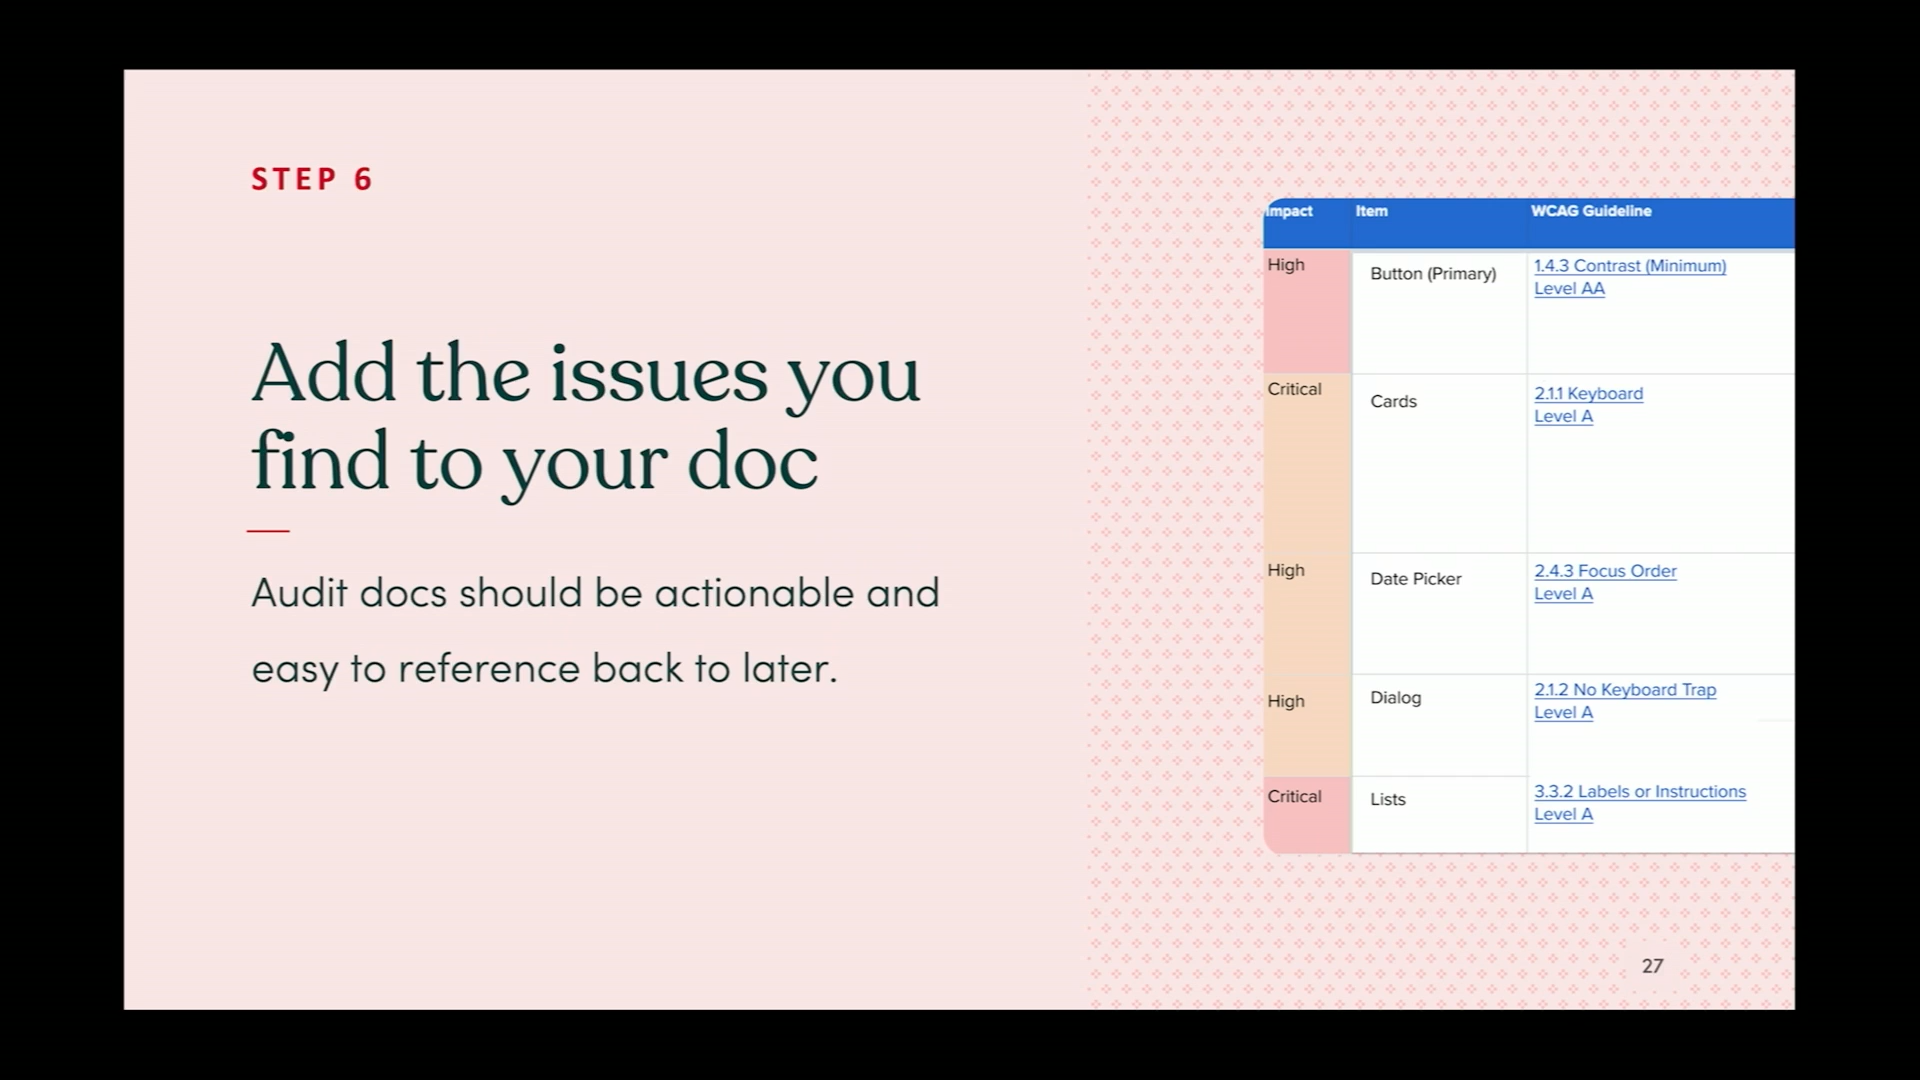 STEP 6
Add the issues you
find to your doc
Audit docs should be actionable and
easy to reference back to later.
Impact Item WCAG Guideline
High Button (Primary) 1.4.3 Contrast (Minimum)
Level AA
Critical Cards 2.1.1 Keyboard
Level A
High Date Picker 2.4.3 Focus Order
Level A
High Dialog 2.1.2 No Keyboard Trap
Level A
Critical Lists 3.3.2 Labels or Instructions
Level A
27